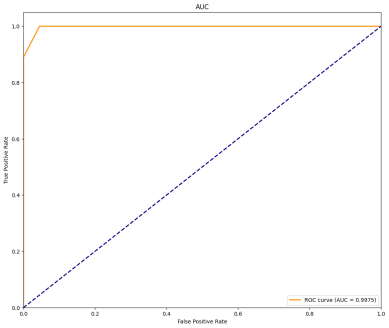 AUC
1.0
0.8
0.6
0.4
0.2
0.0
True Positive Rate
0.0 0.2 0.4 0.6 0.8 1.0
False Positive Rate
ROC curve (AUC = 0.9975)